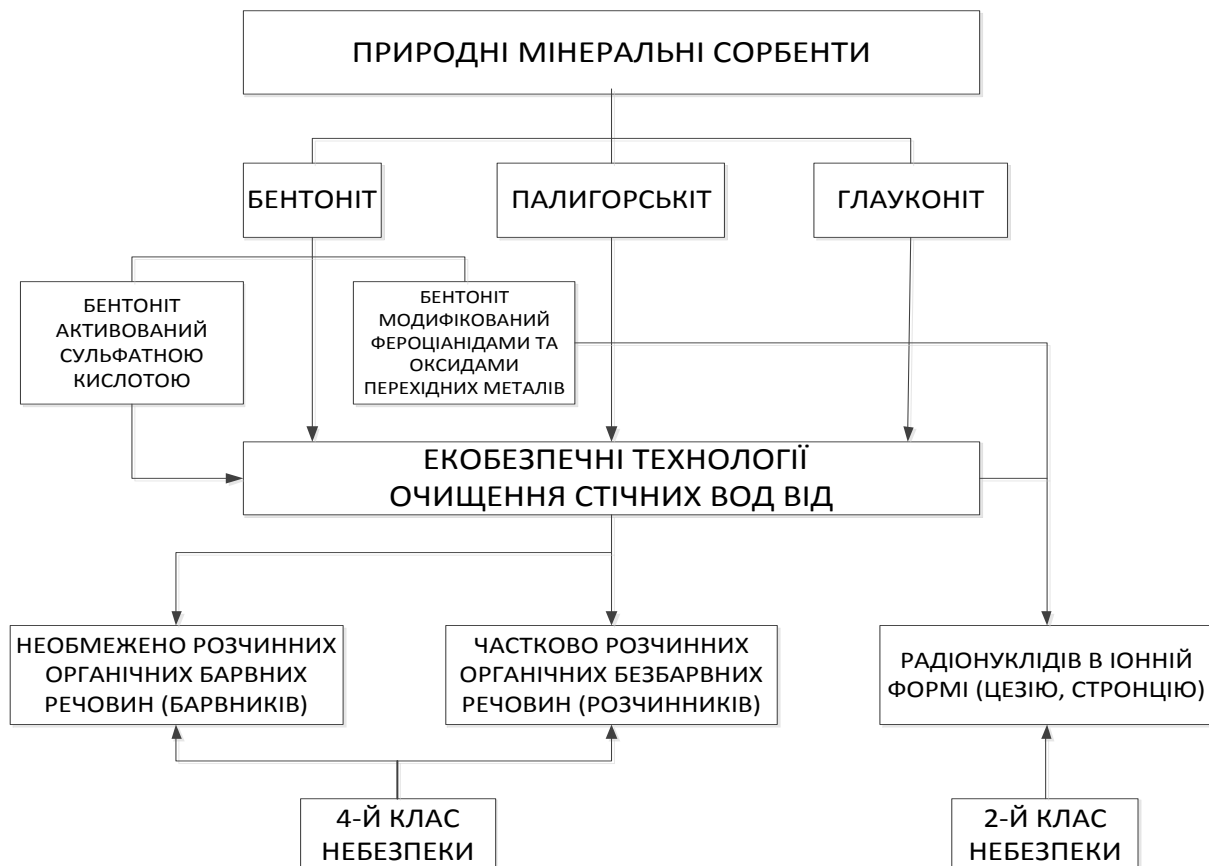 ПРИРОДНІ МІНЕРАЛЬНІ СОРБЕНТИ
БЕНТОНІТ
ПАЛИГОРСЬКІТ
ГЛАУКОНІТ
БЕНТОНІТ
АКТИВОВАНИЙ
СУЛЬФАТНОЮ
КИСЛОТОЮ
БЕНТОНІТ
МОДИФІКОВАНИЙ
ФЕРОЦІАНІДАМИ ТА
ОКСИДАМИ
ПЕРЕХІДНИХ МЕТАЛІВ
ЕКОБЕЗПЕЧНІ ТЕХНОЛОГІЇ
ОЧИЩЕННЯ СТІЧНИХ ВОД ВІД
НЕОБМЕЖЕНО РОЗЧИННИХ
ОРГАНІЧНИХ БАРВНИХ
РЕЧОВИН (БАРВНИКІВ)
ЧАСТКОВО РОЗЧИННИХ
ОРГАНІЧНИХ БЕЗБАРВНИХ
РЕЧОВИН (РОЗЧИННИКІВ)
РАДІОНУКЛІДІВ В ІОННІЙ
ФОРМІ (ЦЕЗІЮ, СТРОНЦІЮ)
4-Й КЛАС
НЕБЕЗПЕКИ
2-Й КЛАС
НЕБЕЗПЕКИ